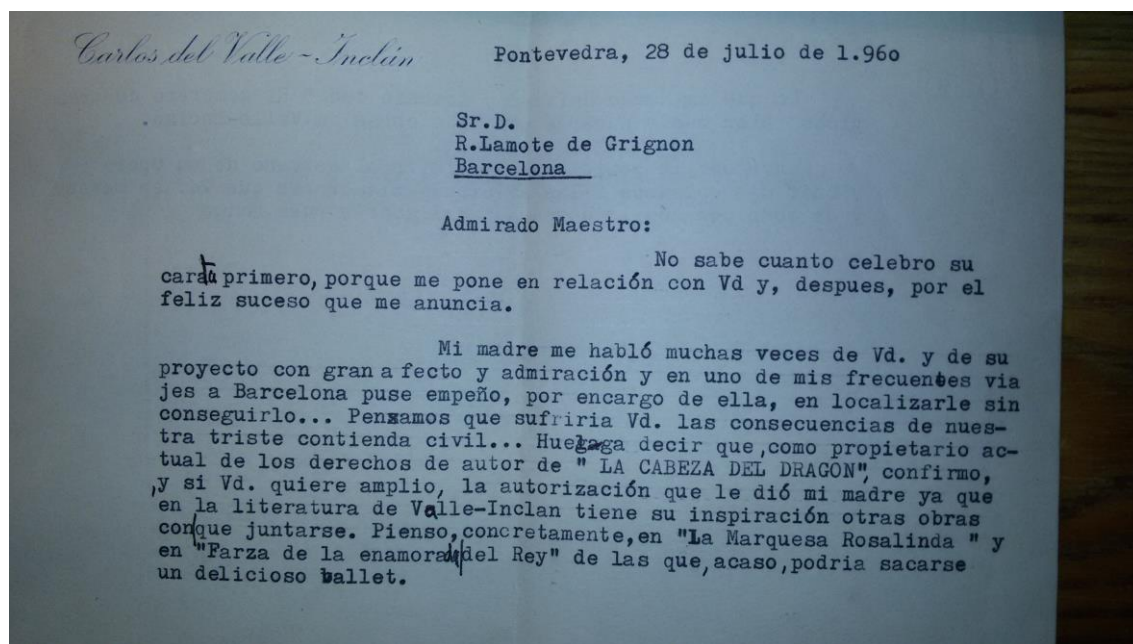 Carlos del Valle-Inclán
Pontevedra, 28 de julio de 1.960
Sr.D.
R.Lamote de Grignon
Barcelona
Admirado Maestro:
No sabe cuanto celebro su
carta primero, porque me pone en relación con Vd y, despues, por el
feliz suceso que me anuncia.
Mi madre me habló muchas veces de Vd. y de su
proyecto con gran afecto y admiración y en uno de mis frecuentes via
jes a Barcelona puse empeño, por encargo de ella, en localizarle sin
conseguirlo... Pensamos que sufriria Vd. las consecuencias de nues-
tra triste contienda civil... Huelga decir que,como propietario ac-
tual de los derechos de autor de " LA CABEZA DEL DRAGON", confirmo,
,y si Vd. quiere amplio, la autorización que le dió mi madre ya que
en la literatura de Valle-Inclan tiene su inspiración otras obras
con que juntarse. Pienso,concretamente,en "La Marquesa Rosalinda " y
en "Farza de la enamorada del Rey" de las que,acaso,podria sacarse
un delicioso ballet.